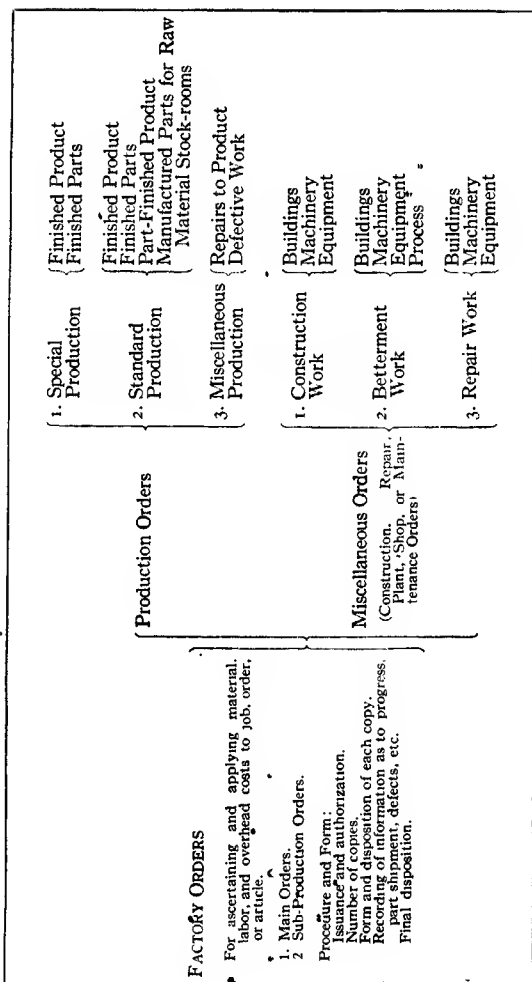 FACTORY ORDERS
For ascertaining and applying material,
labor, and overhead costs to job, order,
or article.
1. Main Orders.
2 Sub-Production Orders.
Procedure and Form:
Issuance and authorization.
Number of copies.
Form and disposition of each copy.
Recording of information as to progress,
part shipment, defects, etc.
Final disposition.
Production Orders
1. Special
Production
Finished Product
Finished Parts
2. Standard
Production
Finished Product
Finished Parts
Part-Finished Product
Manufactured Parts for Raw
Material Stock-rooms
3. Miscellaneous
Production
Repairs to Product
Defective Work
Miscellaneous Orders
(Construction. Repair,
Plant, Shop, or Main-
tenance Orders)
1. Construction
Work
Buildings
Machinery
Equipment
2. Betterment
Work
Buildings
Machinery
Equipment
Process
3. Repair Work
Buildings
Machinery
Equipment